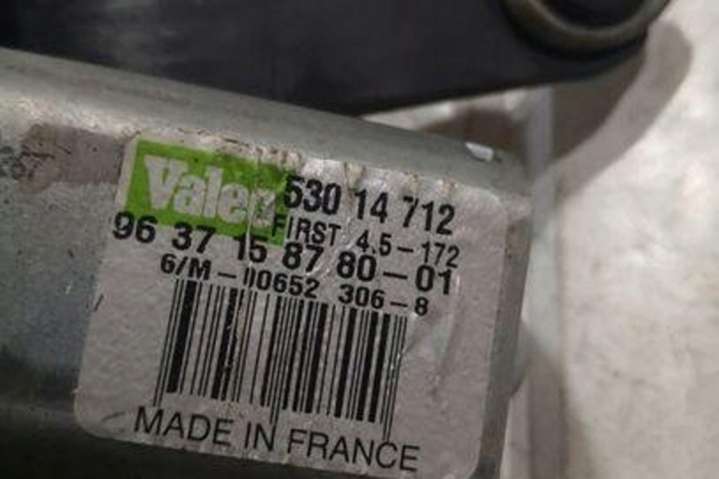 Valeo 530 14 712
FIRST 4.5-172
96 37 15 87 80-01
6/M-00652 306-8
MADE IN FRANCE